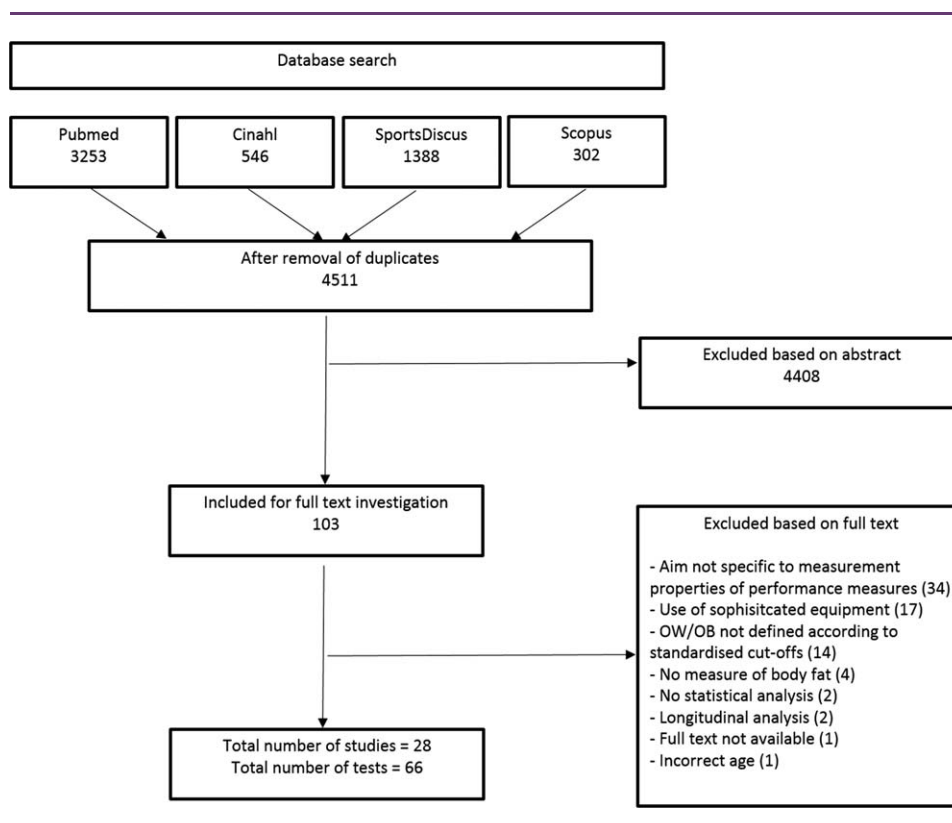 Database search
Pubmed
3253
Cinahl
546
SportsDiscus
1388
Scopus
302
After removal of duplicates
4511
Excluded based on abstract
4408
Included for full text investigation
103
Excluded based on full text
- Aim not specific to measurement
properties of performance measures (34)
- Use of sophisitcated equipment (17)
- OW/OB not defined according to
standardised cut-offs (14)
- No measure of body fat (4)
- No statistical analysis (2)
- Longitudinal analysis (2)
- Full text not available (1)
- Incorrect age (1)
Total number of studies = 28
Total number of tests = 66